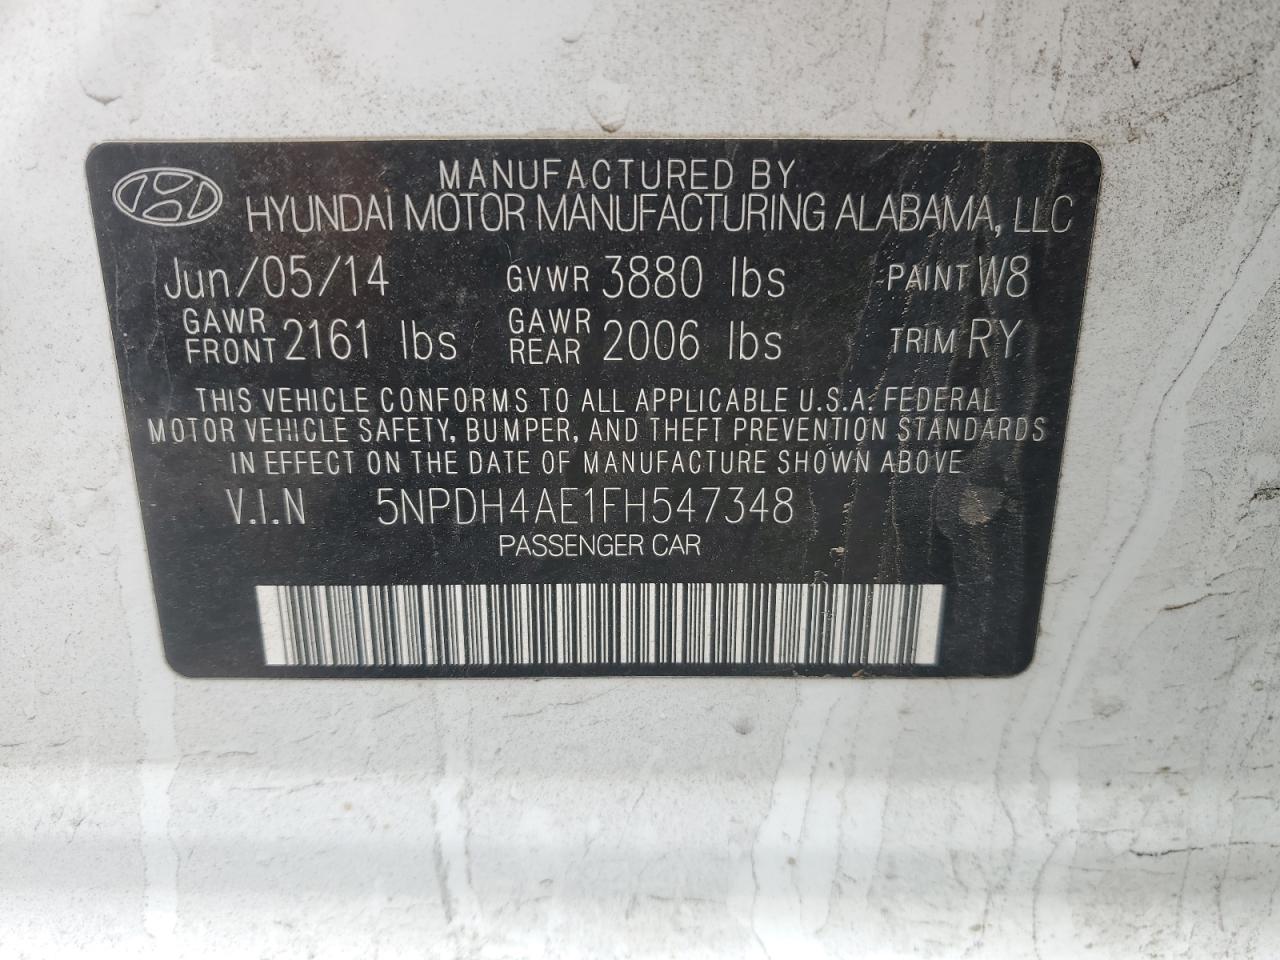 MANUFACTURED BY
HYUNDAI MOTOR MANUFACTURING ALABAMA, LLC
Jun/05/14 GVWR 3880 lbs PAINT W8
GAWR FRONT 2161 lbs GAWR REAR 2006 lbs TRIM RY
THIS VEHICLE CONFORMS TO ALL APPLICABLE U.S.A. FEDERAL
MOTOR VEHICLE SAFETY, BUMPER, AND THEFT PREVENTION STANDARDS
IN EFFECT ON THE DATE OF MANUFACTURE SHOWN ABOVE
V.I.N 5NPDH4AE1FH547348
PASSENGER CAR